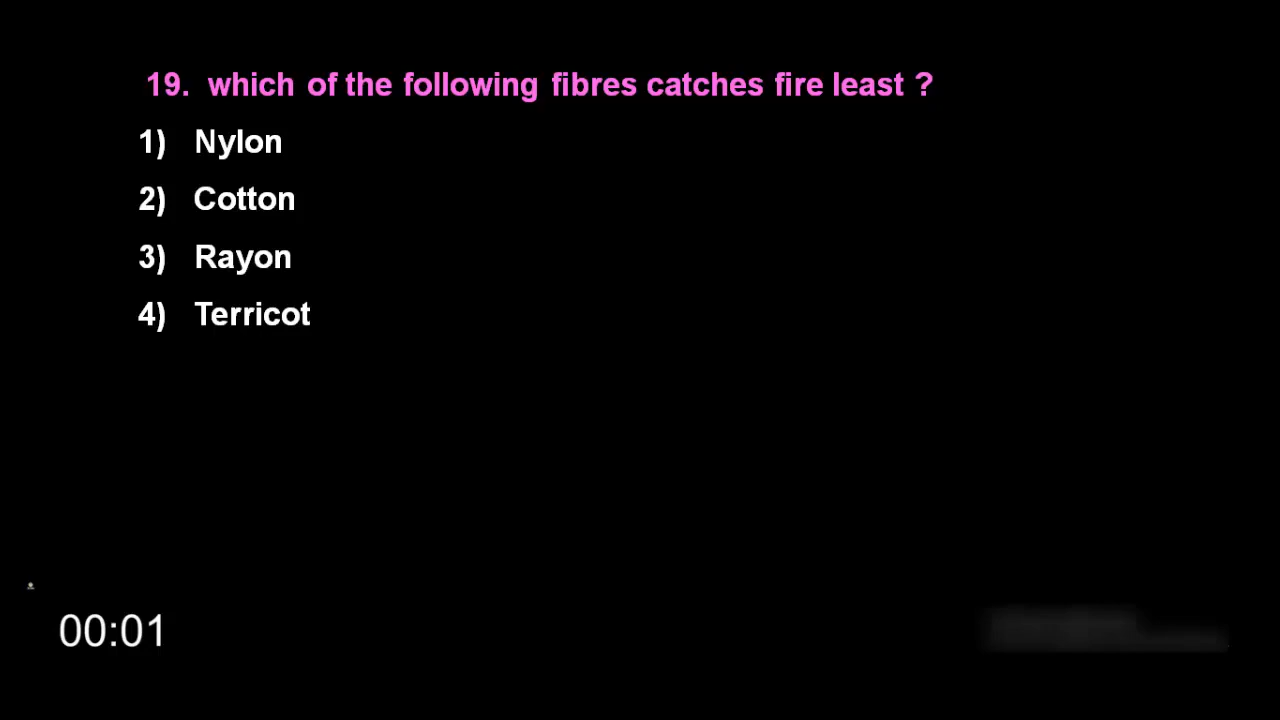 19. which of the following fibres catches fire least ?
1) Nylon
2) Cotton
3) Rayon
4) Terricot
00:01